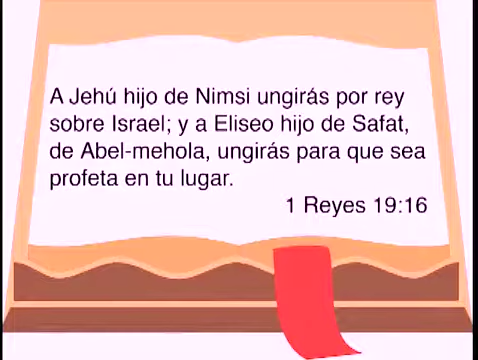 A Jehú hijo de Nimsi ungirás por rey
sobre Israel; y a Eliseo hijo de Safat,
de Abel-mehola, ungirás para que sea
profeta en tu lugar.
1 Reyes 19:16